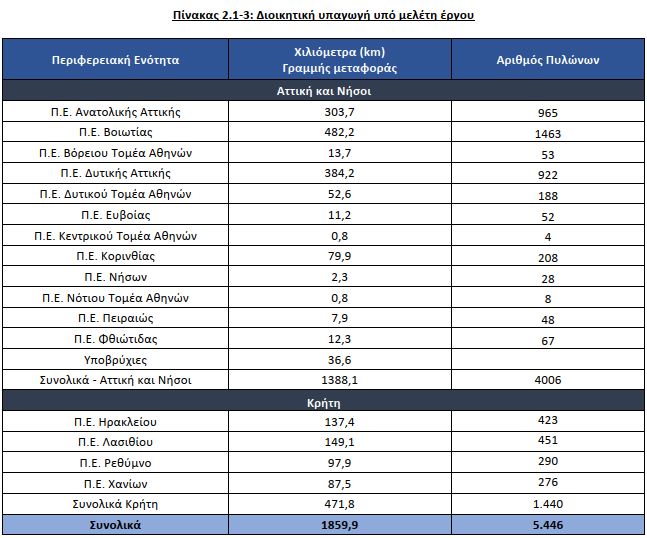 Πίνακας 2.1-3: Διοικητική υπαγωγή υπό μελέτη έργου
Περιφερειακή Ενότητα Χιλιόμετρα (km) Γραμμής μεταφοράς Αριθμός Πυλώνων
Αττική και Νήσοι
Π.Ε. Ανατολικής Αττικής 303,7 965
Π.Ε. Βοιωτίας 482,2 1463
Π.Ε. Βόρειου Τομέα Αθηνών 13,7 53
Π.Ε. Δυτικής Αττικής 384,2 922
Π.Ε. Δυτικού Τομέα Αθηνών 52,6 188
Π.Ε. Ευβοίας 11,2 52
Π.Ε. Κεντρικού Τομέα Αθηνών 0,8 4
Π.Ε. Κορινθίας 79,9 208
Π.Ε. Νήσων 2,3 28
Π.Ε. Νότιου Τομέα Αθηνών 0,8 8
Π.Ε. Πειραιώς 7,9 48
Π.Ε. Φθιώτιδας 12,3 67
Υποβρύχιες 36,6
Συνολικά - Αττική και Νήσοι 1388,1 4006
Κρήτη
Π.Ε. Ηρακλείου 137,4 423
Π.Ε. Λασιθίου 149,1 451
Π.Ε. Ρεθύμνο 97,9 290
Π.Ε. Χανίων 87,5 276
Συνολικά Κρήτη 471,8 1.440
Συνολικά 1859,9 5.446